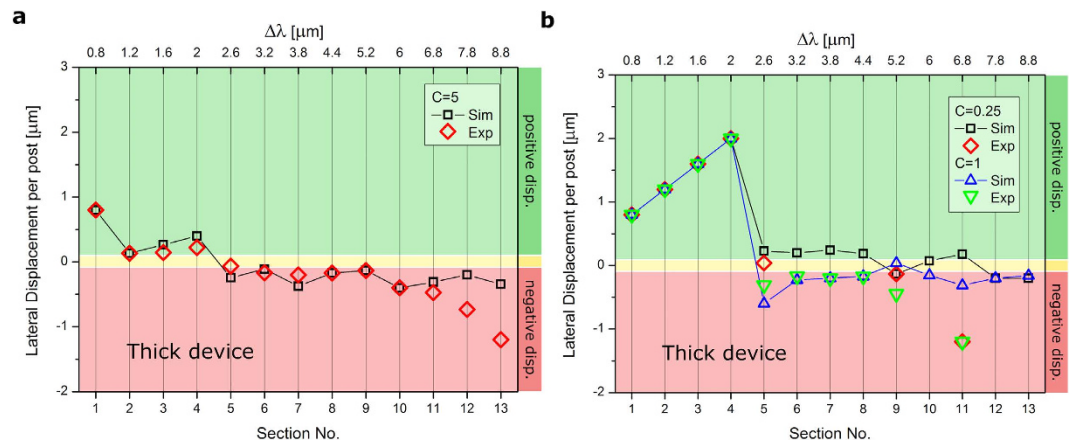 a
Δλ [μm]
0.8 1.2 1.6 2 2.6 3.2 3.8 4.4 5.2 6 6.8 7.8 8.8
3
2
1
0
-1
-2
Lateral Displacement per post [μm]
C=5
Sim
Exp
positive disp.
negative disp.
Thick device
1 2 3 4 5 6 7 8 9 10 11 12 13
Section No.
b
Δλ [μm]
0.8 1.2 1.6 2 2.6 3.2 3.8 4.4 5.2 6 6.8 7.8 8.8
3
2
1
0
-1
-2
Lateral Displacement per post [μm]
C=0.25
Sim
Exp
C=1
Sim
Exp
positive disp.
negative disp.
Thick device
1 2 3 4 5 6 7 8 9 10 11 12 13
Section No.